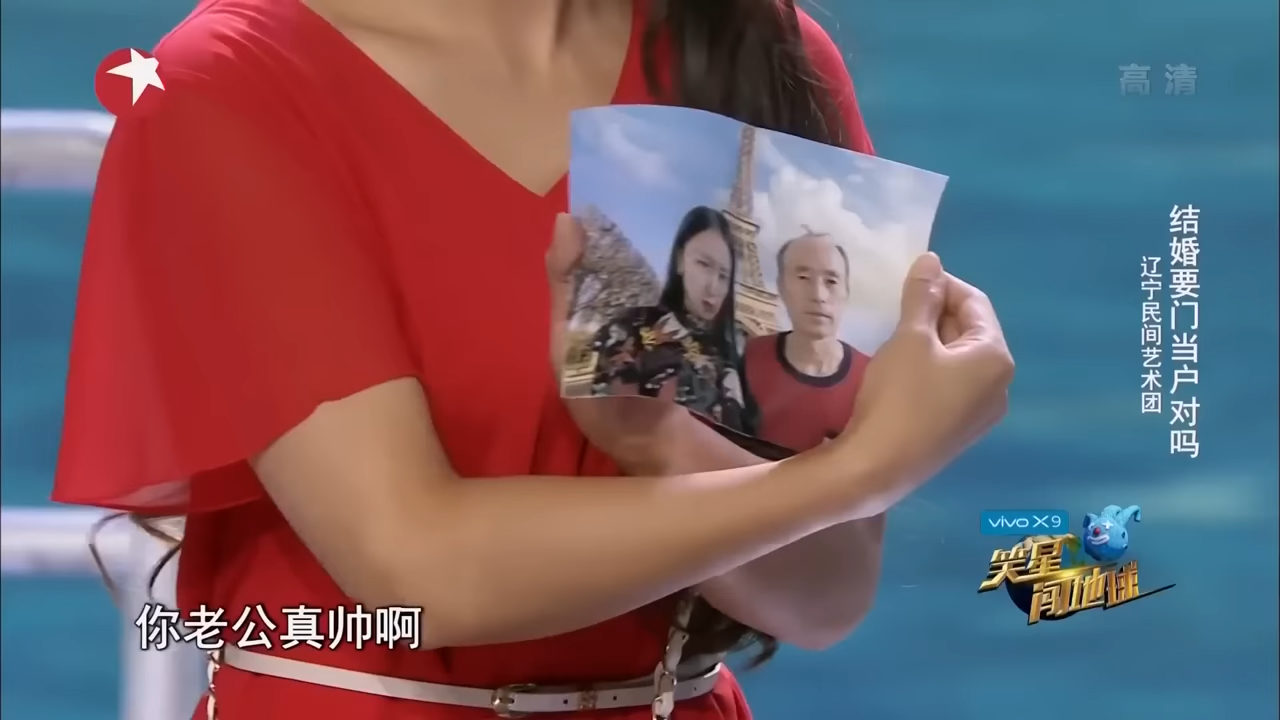 高清
结婚要门当户对吗
辽宁民间艺术团
vivo X9
笑星
闯地球
你老公真帅啊